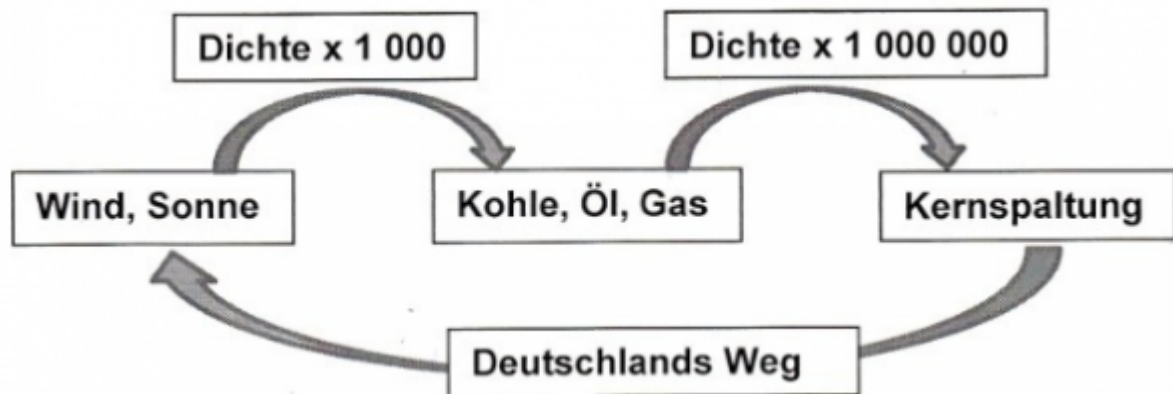 Dichte x 1 000
Dichte x 1 000 000
Wind, Sonne
Kohle, Öl, Gas
Kernspaltung
Deutschlands Weg